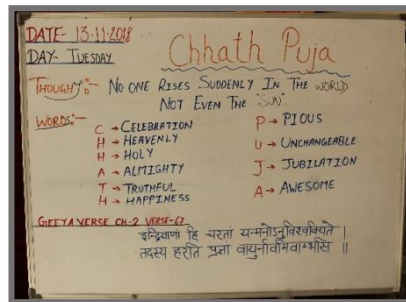 DATE- 13-11-2018
DAY- TUESDAY
Chhath Puja
THOUGHT:- NO ONE RISES SUDDENLY IN THE WORLD
NOT EVEN THE SUN.
WORDS:-
C → CELEBRATION
H → HEAVENLY
H → HOLY
A → ALMIGHTY
T → TRUTHFUL
H → HAPPINESS
P → PIOUS
U → UNCHANGEABLE
J → JUBILATION
A → AWESOME
GEETA VERSE CH-2 VERSE-67
इन्द्रियाणां हि चरतां यन्मनोऽनुविधीयते ।
तदस्य हरति प्रज्ञां वायुर्नावमिवाम्भसि ॥